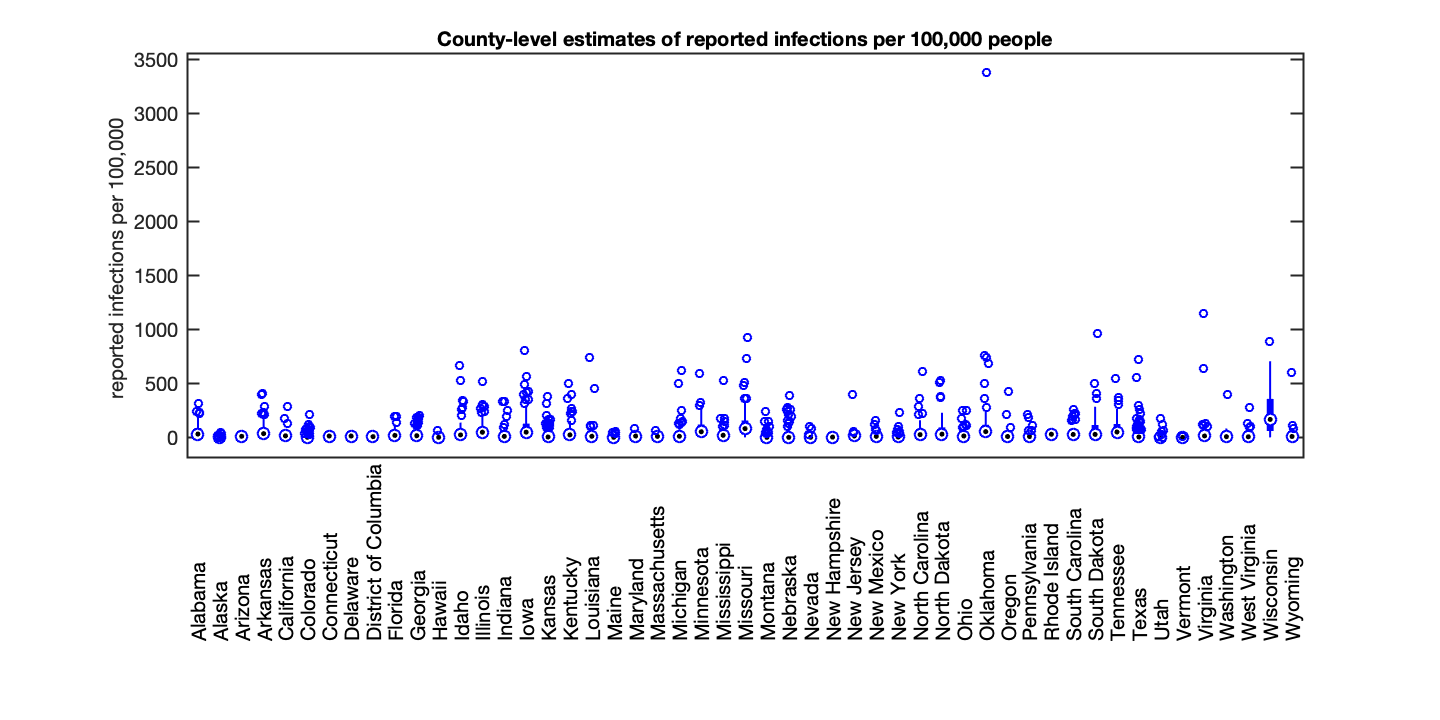 County-level estimates of reported infections per 100,000 people
reported infections per 100,000
3500
3000
2500
2000
1500
1000
500
0
Alabama
Alaska
Arizona
Arkansas
California
Colorado
Connecticut
Delaware
District of Columbia
Florida
Georgia
Hawaii
Idaho
Illinois
Indiana
Iowa
Kansas
Kentucky
Louisiana
Maine
Maryland
Massachusetts
Michigan
Minnesota
Mississippi
Missouri
Montana
Nebraska
Nevada
New Hampshire
New Jersey
New Mexico
New York
North Carolina
North Dakota
Ohio
Oklahoma
Oregon
Pennsylvania
Rhode Island
South Carolina
South Dakota
Tennessee
Texas
Utah
Vermont
Virginia
Washington
West Virginia
Wisconsin
Wyoming